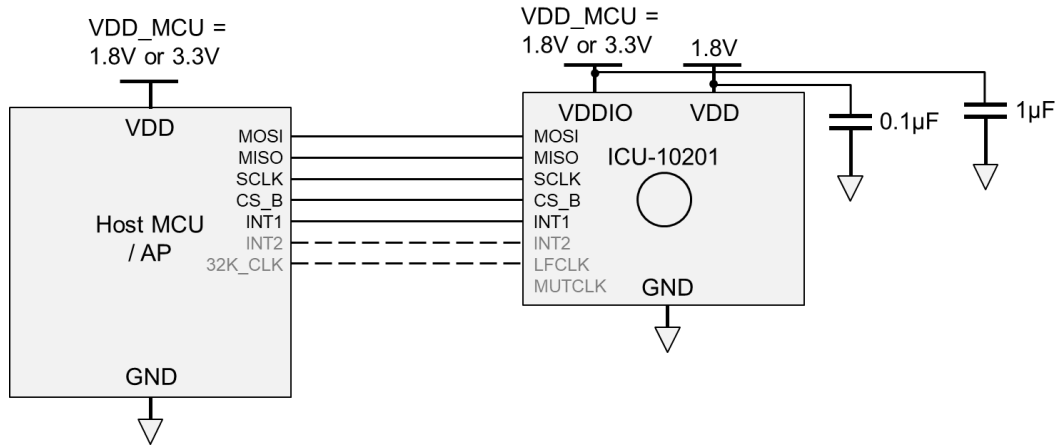 VDD_MCU =
1.8V or 3.3V
VDD
MOSI
MISO
SCLK
CS_B
INT1
INT2
32K_CLK
Host MCU
/ AP
GND
VDD_MCU =
1.8V or 3.3V
1.8V
VDDIO
VDD
MOSI
MISO
SCLK
CS_B
INT1
INT2
LFCLK
MUTCLK
ICU-10201
GND
0.1µF
1µF